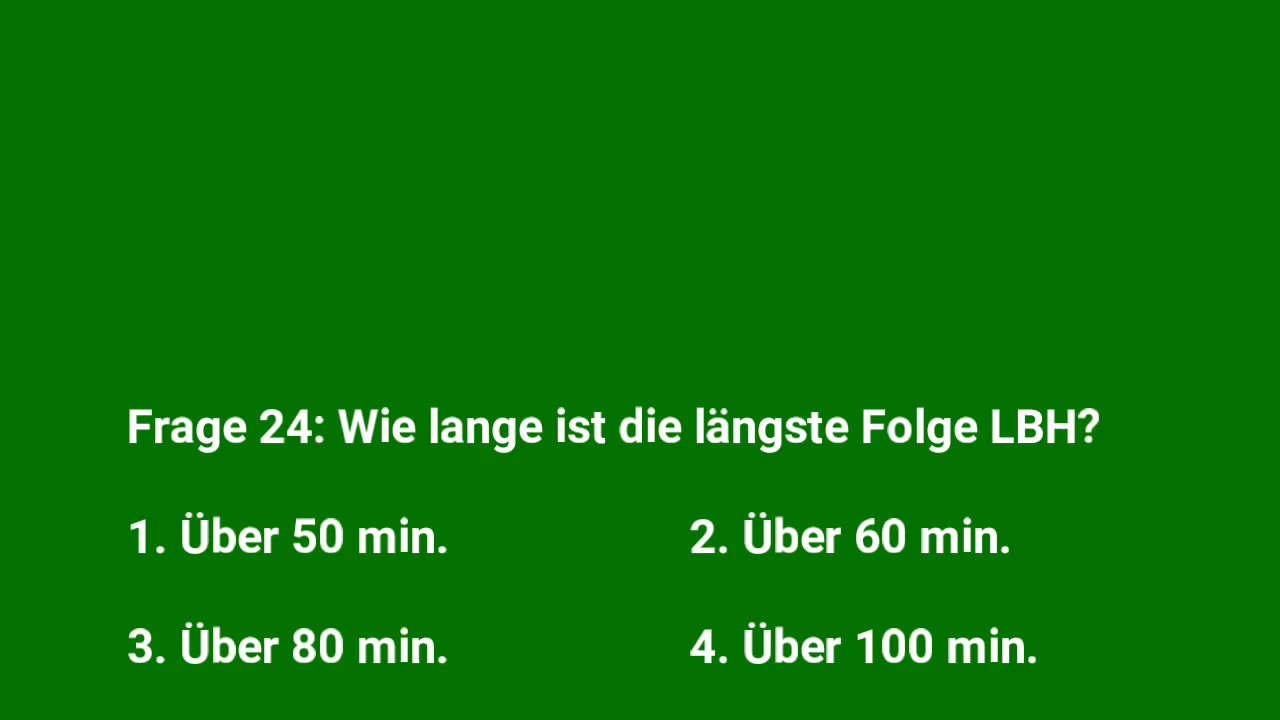 Frage 24: Wie lange ist die längste Folge LBH?
1. Über 50 min. 2. Über 60 min.
3. Über 80 min. 4. Über 100 min.